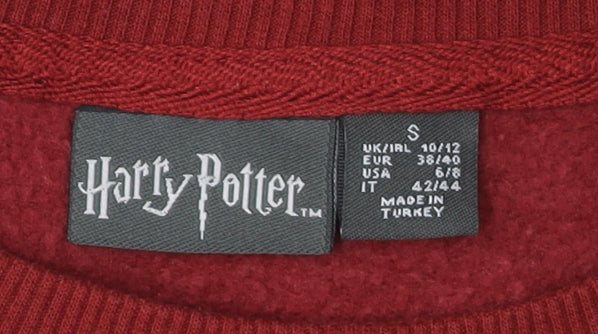 Harry Potter™
S
UK/IRL 10/12
EUR 38/40
USA 6/8
IT 42/44
MADE IN
TURKEY